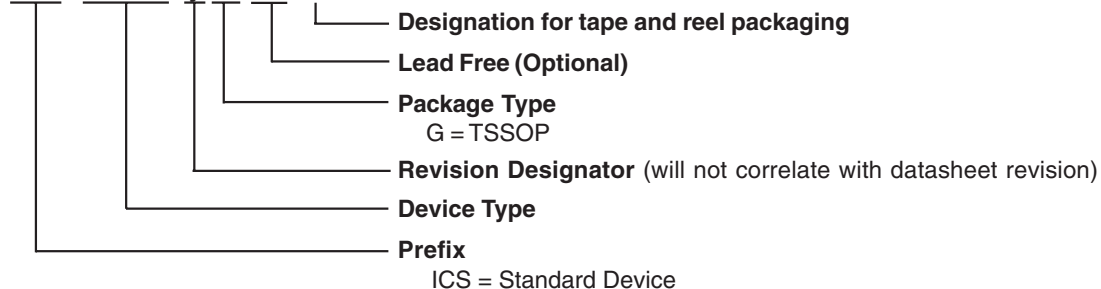 Designation for tape and reel packaging
Lead Free (Optional)
Package Type
G = TSSOP
Revision Designator (will not correlate with datasheet revision)
Device Type
Prefix
ICS = Standard Device